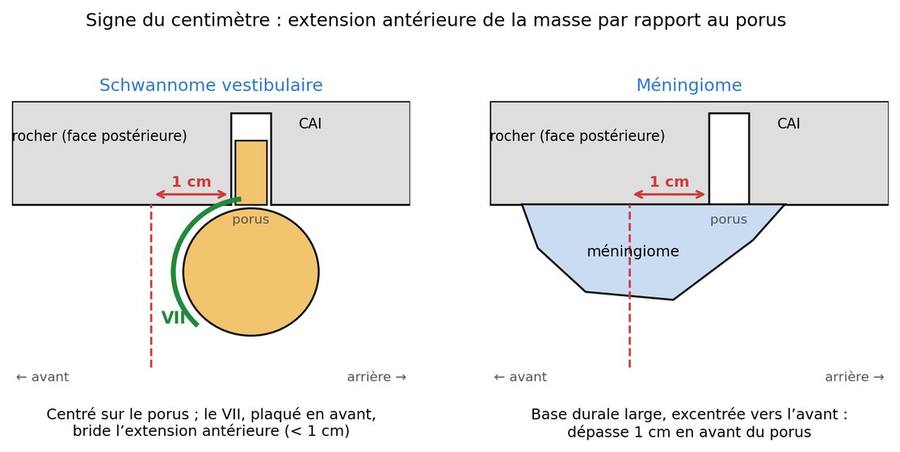 Signe du centimètre : extension antérieure de la masse par rapport au porus
Schwannome vestibulaire
rocher (face postérieure)
CAI
1 cm
porus
VII
← avant
arrière →
Centré sur le porus ; le VII, plaqué en avant,
bride l’extension antérieure (< 1 cm)
Méningiome
rocher (face postérieure)
CAI
1 cm
porus
méningiome
← avant
arrière →
Base durale large, excentrée vers l’avant :
dépasse 1 cm en avant du porus